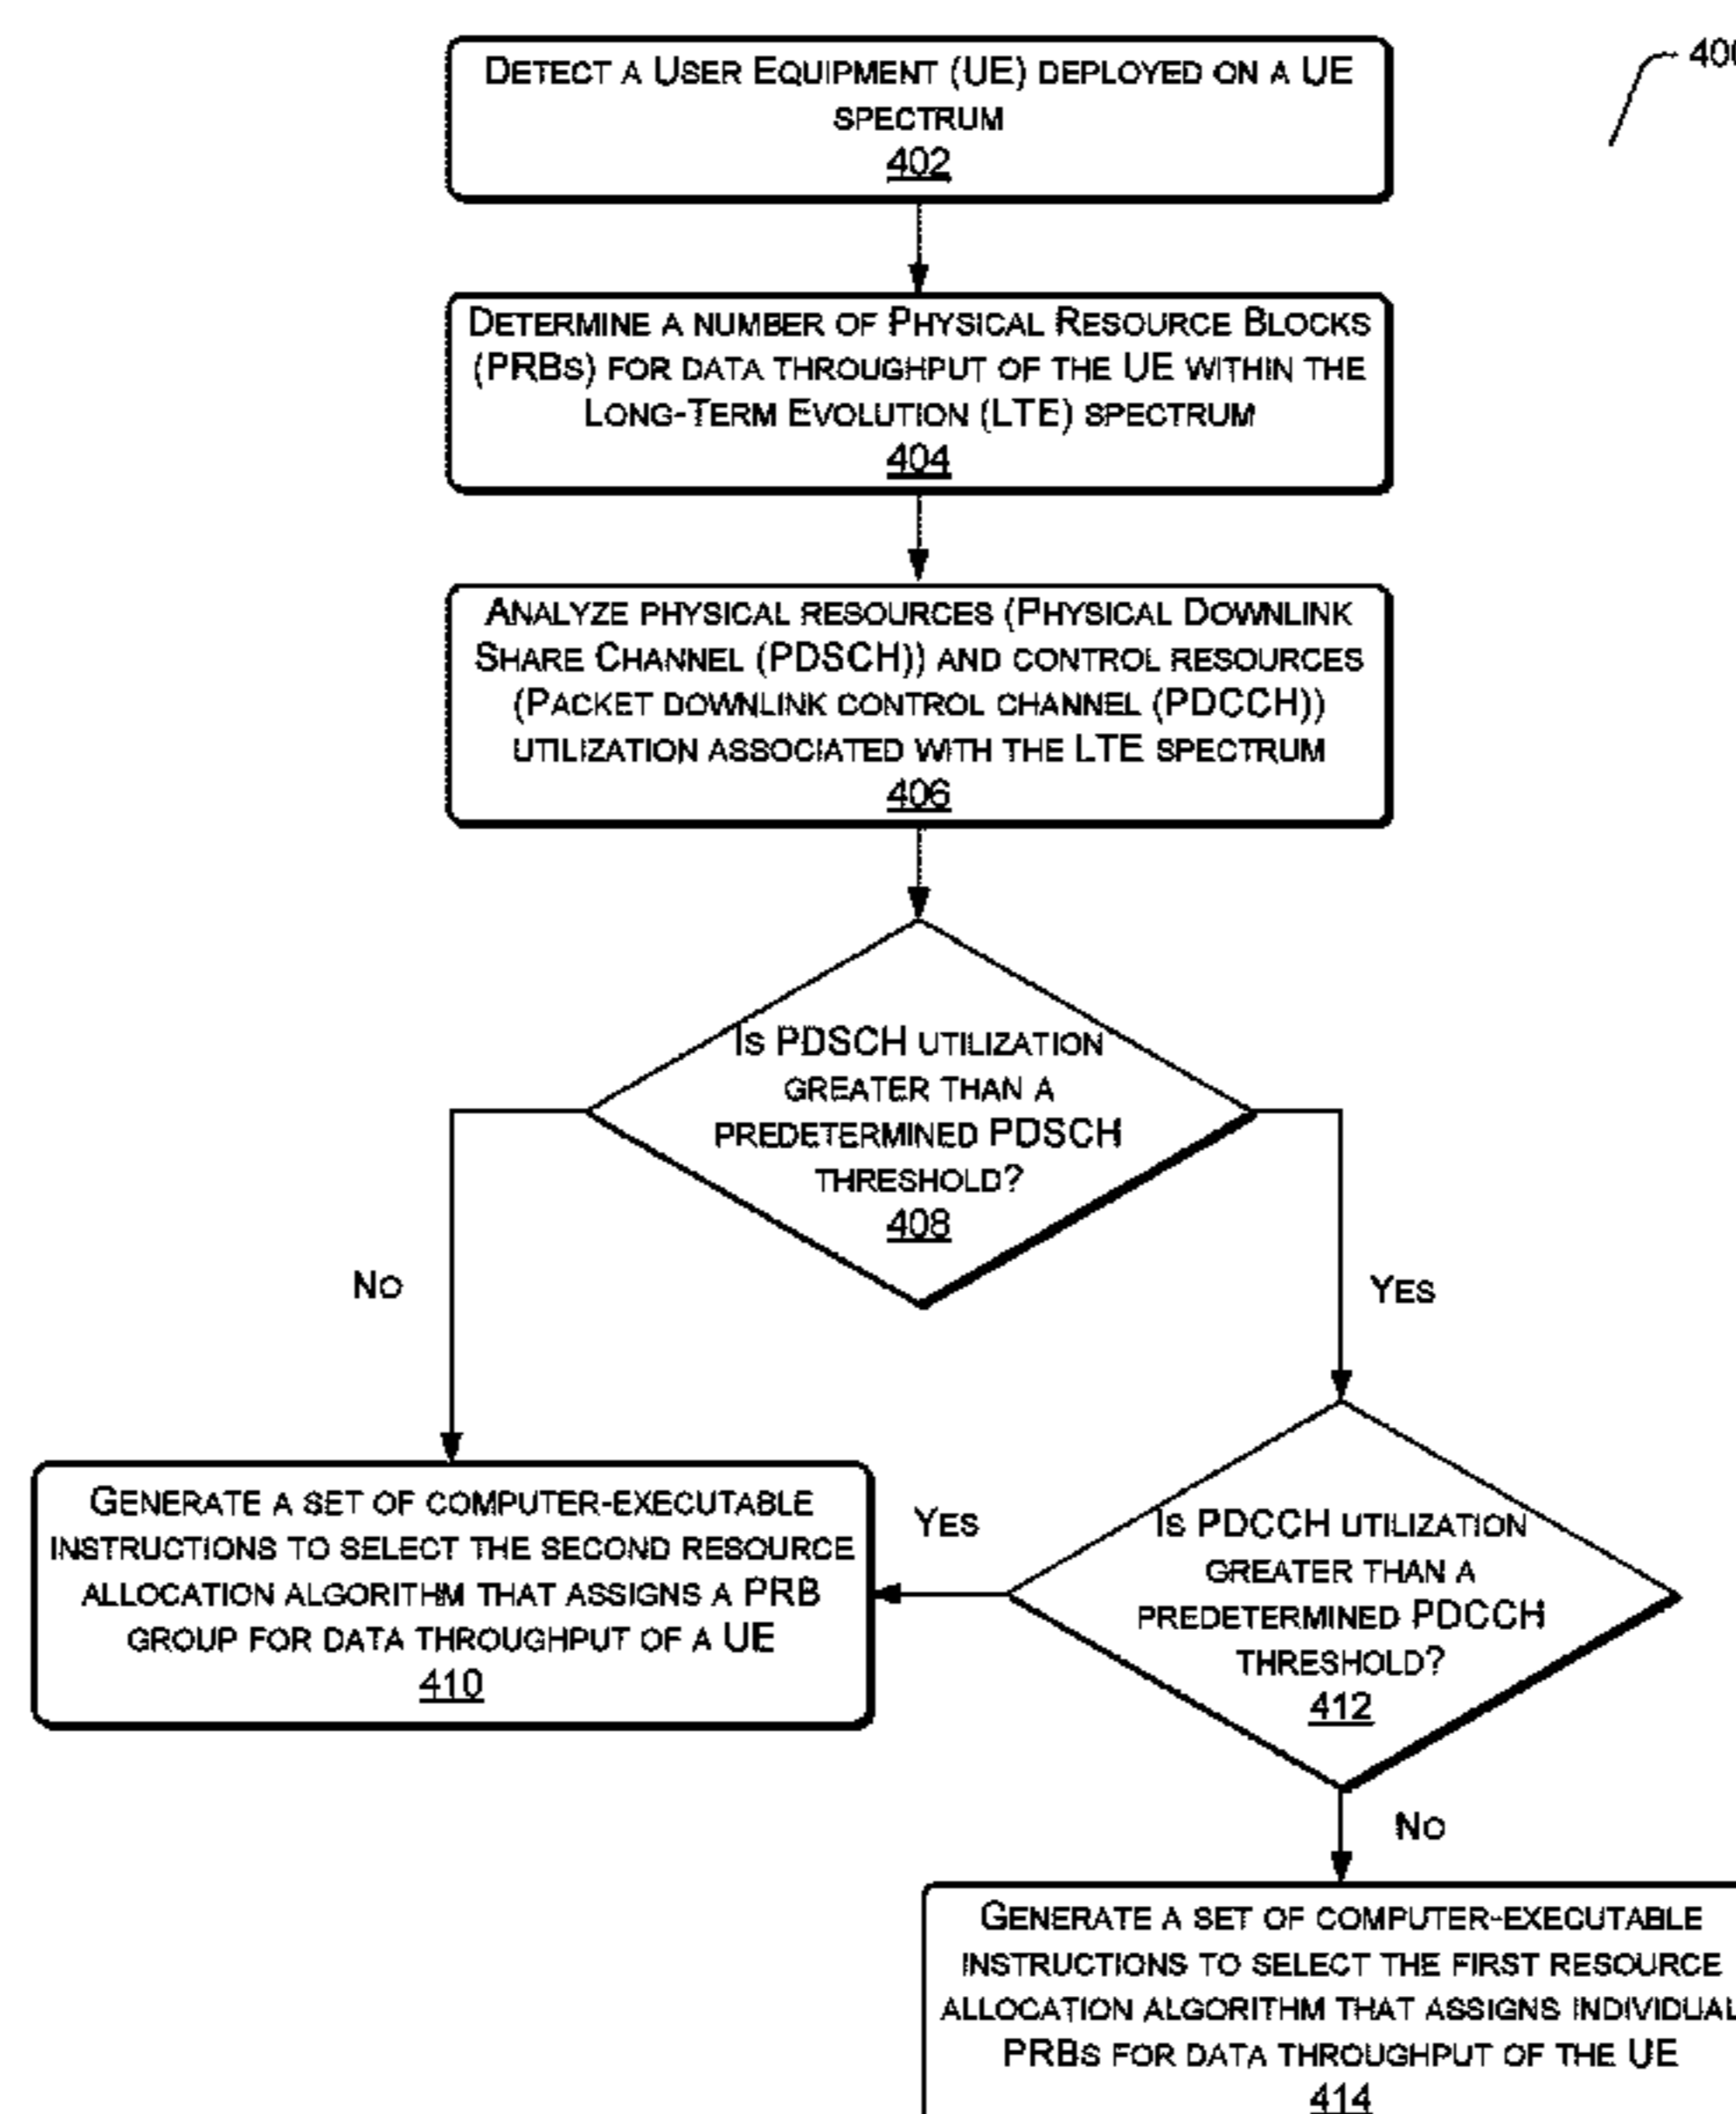 400
DETECT A USER EQUIPMENT (UE) DEPLOYED ON A UE
SPECTRUM
402
DETERMINE A NUMBER OF PHYSICAL RESOURCE BLOCKS
(PRBS) FOR DATA THROUGHPUT OF THE UE WITHIN THE
LONG-TERM EVOLUTION (LTE) SPECTRUM
404
ANALYZE PHYSICAL RESOURCES (PHYSICAL DOWNLINK
SHARE CHANNEL (PDSCH)) AND CONTROL RESOURCES
(PACKET DOWNLINK CONTROL CHANNEL (PDCCH))
UTILIZATION ASSOCIATED WITH THE LTE SPECTRUM
406
IS PDSCH UTILIZATION
GREATER THAN A
PREDETERMINED PDSCH
THRESHOLD?
408
NO
YES
GENERATE A SET OF COMPUTER-EXECUTABLE
INSTRUCTIONS TO SELECT THE SECOND RESOURCE
ALLOCATION ALGORITHM THAT ASSIGNS A PRB
GROUP FOR DATA THROUGHPUT OF A UE
410
YES
IS PDCCH UTILIZATION
GREATER THAN A
PREDETERMINED PDCCH
THRESHOLD?
412
NO
GENERATE A SET OF COMPUTER-EXECUTABLE
INSTRUCTIONS TO SELECT THE FIRST RESOURCE
ALLOCATION ALGORITHM THAT ASSIGNS INDIVIDUAL
PRBS FOR DATA THROUGHPUT OF THE UE
414